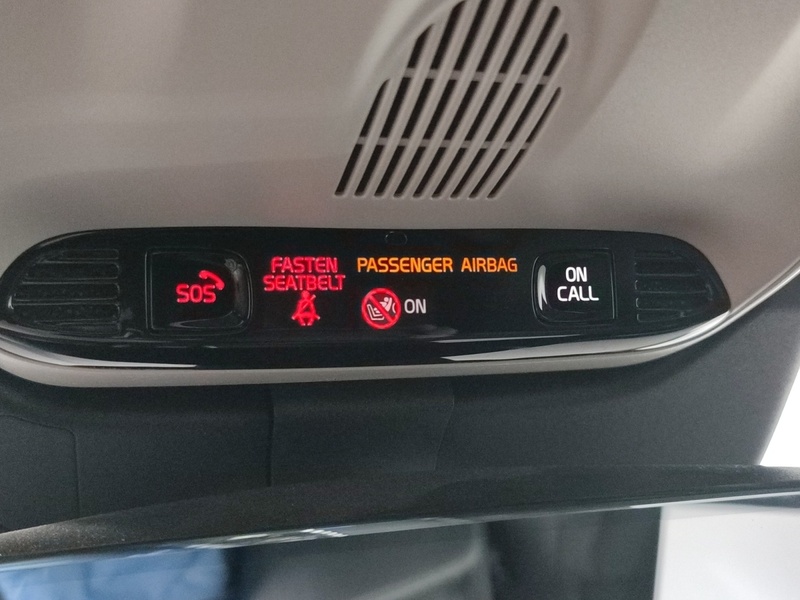 SOS
FASTEN
SEATBELT
PASSENGER AIRBAG
ON
ON
CALL